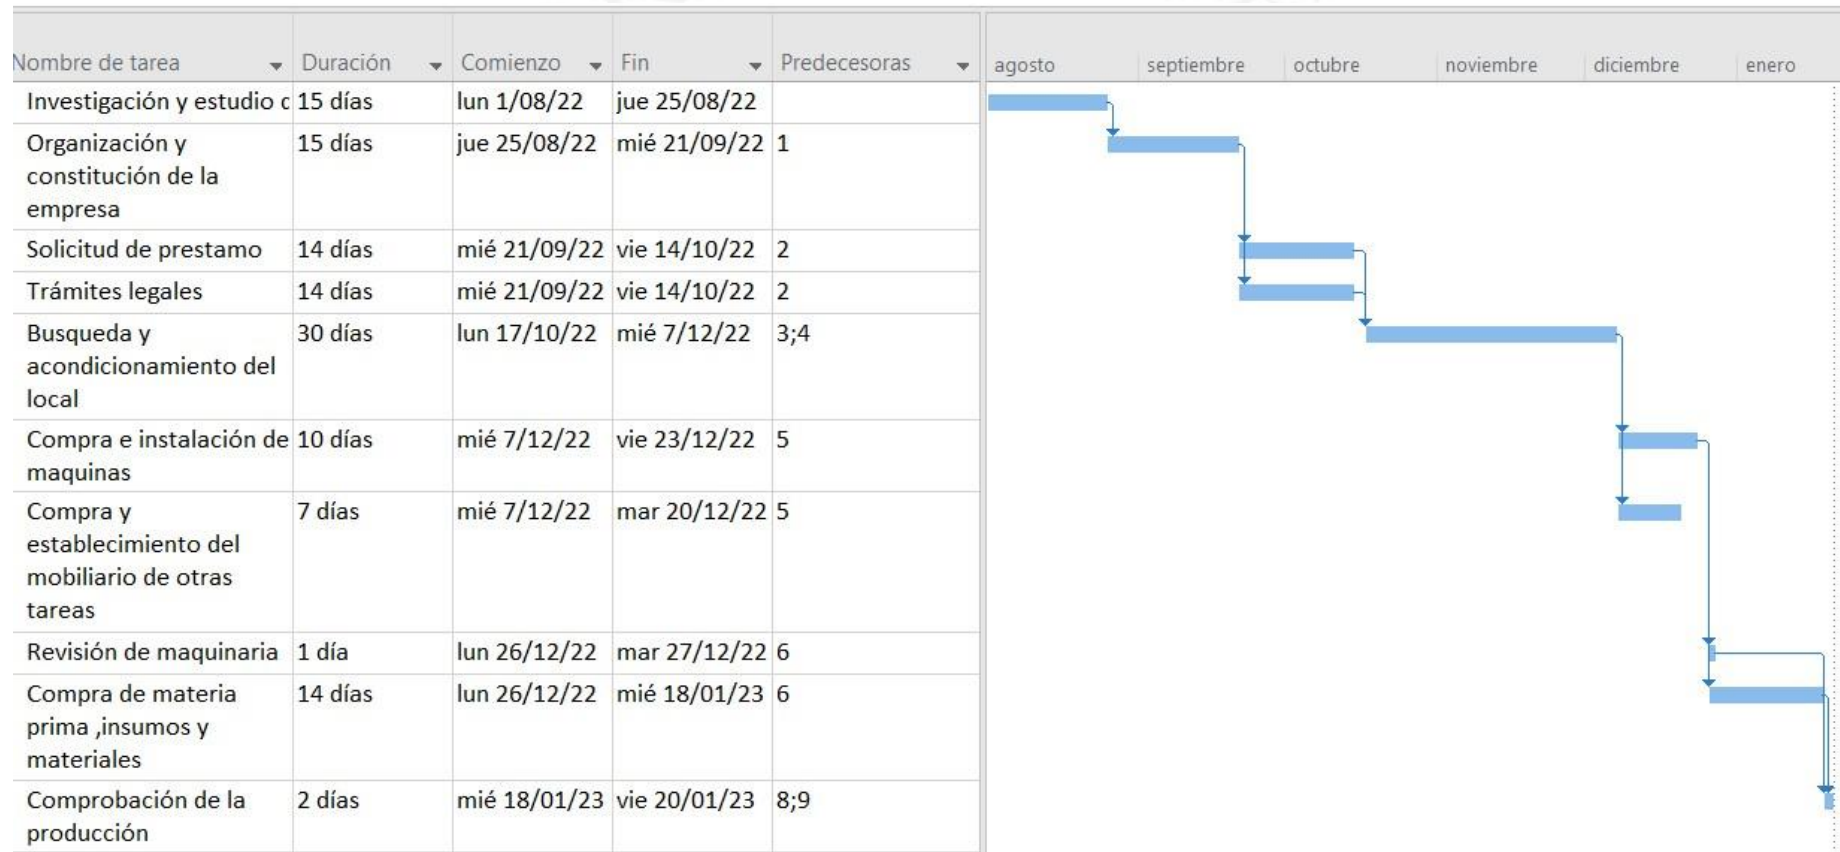 Nombre de tarea Duración Comienzo Fin Predecesoras agosto septiembre octubre noviembre diciembre enero
Investigación y estudio d 15 días lun 1/08/22 jue 25/08/22
Organización y 15 días jue 25/08/22 mié 21/09/22 1
constitución de la
empresa
Solicitud de prestamo 14 días mié 21/09/22 vie 14/10/22 2
Trámites legales 14 días mié 21/09/22 vie 14/10/22 2
Busqueda y 30 días lun 17/10/22 mié 7/12/22 3;4
acondicionamiento del
local
Compra e instalación de 10 días mié 7/12/22 vie 23/12/22 5
maquinas
Compra y 7 días mié 7/12/22 mar 20/12/22 5
establecimiento del
mobiliario de otras
tareas
Revisión de maquinaria 1 día lun 26/12/22 mar 27/12/22 6
Compra de materia 14 días lun 26/12/22 mié 18/01/23 6
prima ,insumos y
materiales
Comprobación de la 2 días mié 18/01/23 vie 20/01/23 8;9
producción